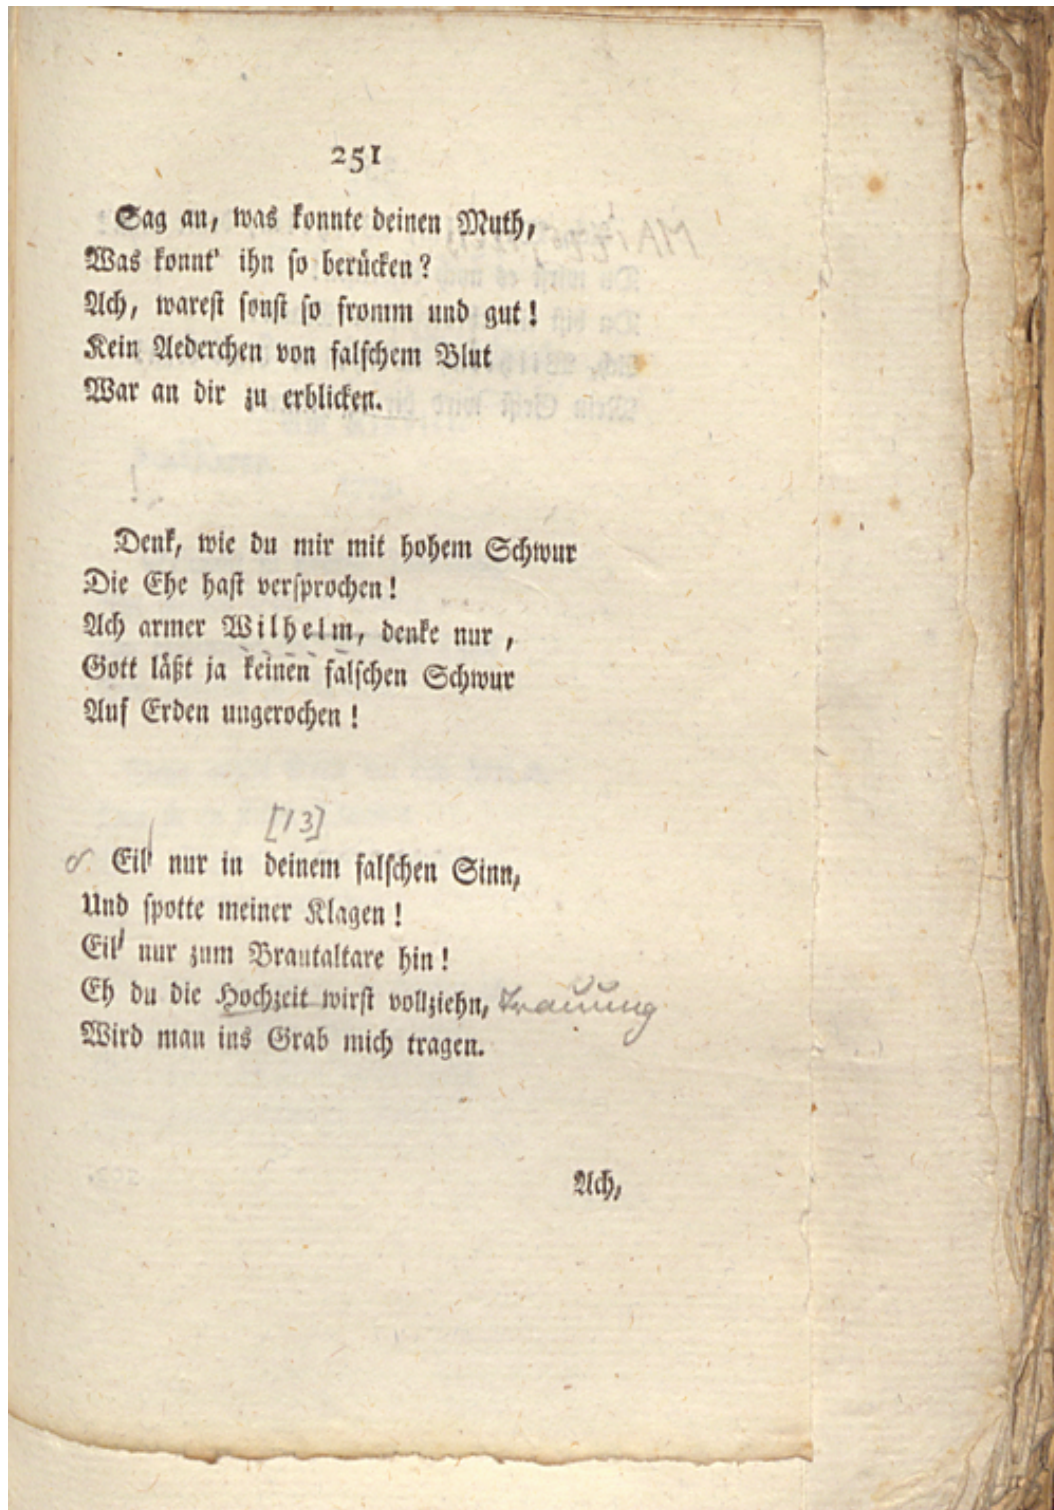 251
Sag an, was konnte deinen Muth,
Was konnt' ihn so berücken?
Ach, warest sonst so fromm und gut!
Kein Aederchen von falschem Blut
War an dir zu erblicken.
Denk, wie du mir mit hohem Schwur
Die Ehe hast versprochen!
Ach armer Wilhelm, denke nur,
Gott läßt ja keinen falschen Schwur
Auf Erden ungerochen!
[13]
Eil' nur in deinem falschen Sinn,
Und spotte meiner Klagen!
Eil' nur zum Brautaltare hin!
Eh du die Hochzeit wirst vollziehn, Trauung
Wird man ins Grab mich tragen.
Ach,